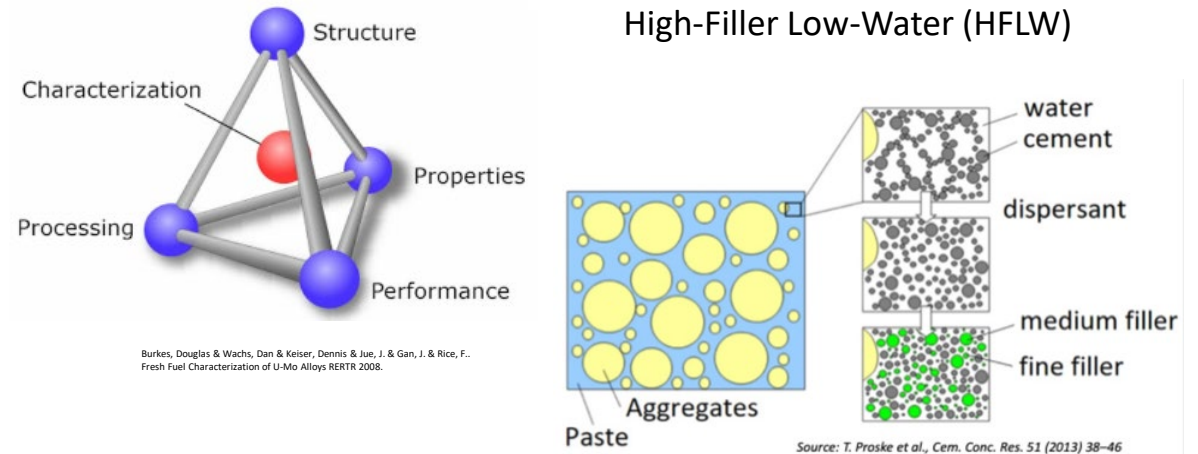 Structure
Characterization
Properties
Processing
Performance
Burkes, Douglas & Wachs, Dan & Keiser, Dennis & Jue, J. & Gan, J. & Rice, F..
Fresh Fuel Characterization of U-Mo Alloys RERTR 2008.
High-Filler Low-Water (HFLW)
water
cement
dispersant
medium filler
fine filler
Aggregates
Paste
Source: T. Proske et al., Cem. Conc. Res. 51 (2013) 38–46